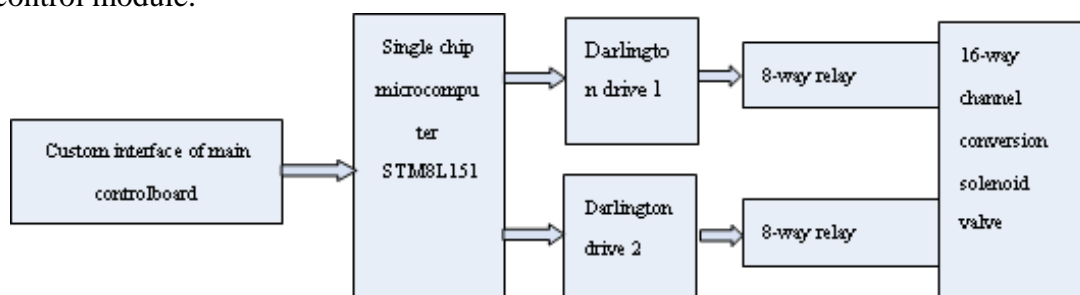 control module.
Custom interface of main
controlboard
Single chip
microcompu
ter
STM8L151
Darlingto
n drive 1
Darlington
drive 2
8-way relay
8-way relay
16-way
channel
conversion
solenoid
valve